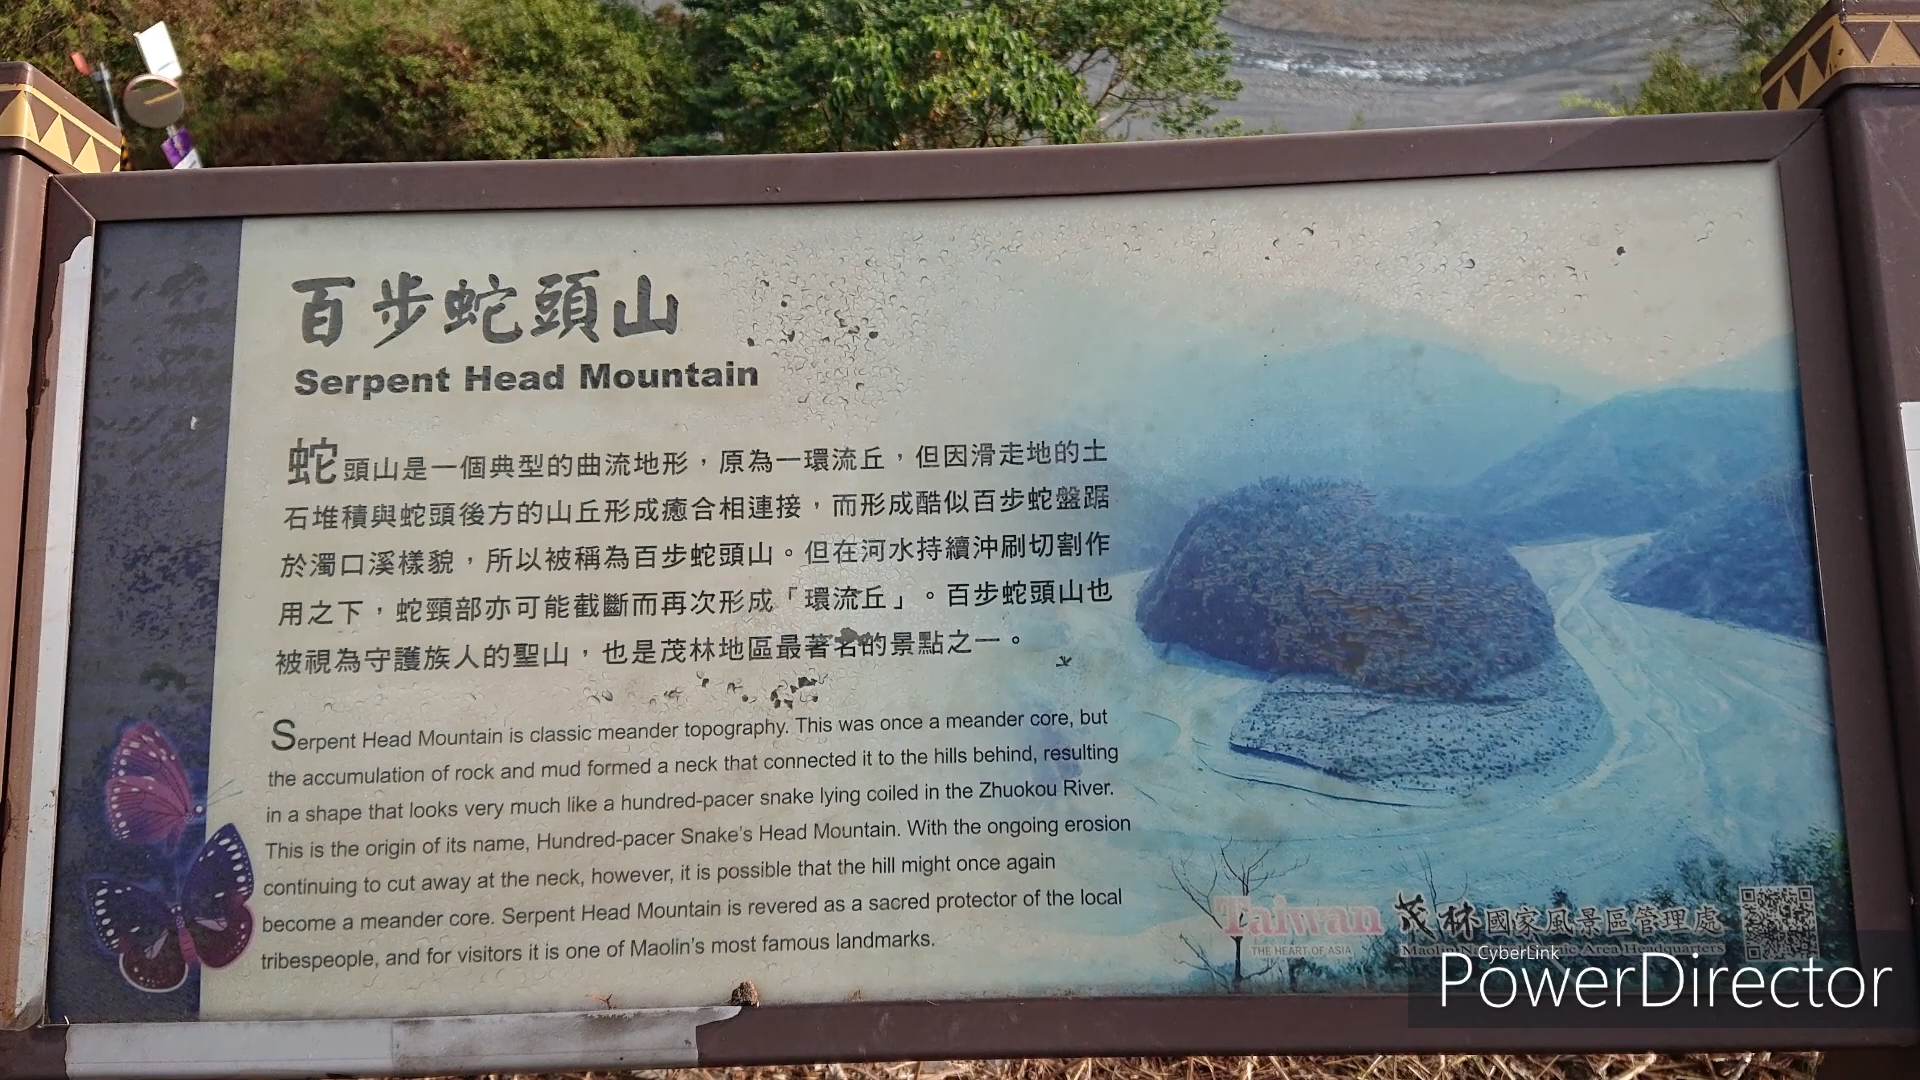 百步蛇頭山
Serpent Head Mountain
蛇頭山是一個典型的曲流地形，原為一環流丘，但因滑走地的土
石堆積與蛇頭後方的山丘形成癒合相連接，而形成酷似百步蛇盤踞
於濁口溪樣貌，所以被稱為百步蛇頭山。但在河水持續沖刷切割作
用之下，蛇頸部亦可能截斷而再次形成「環流丘」。百步蛇頭山也
被視為守護族人的聖山，也是茂林地區最著名的景點之一。
Serpent Head Mountain is classic meander topography. This was once a meander core, but
the accumulation of rock and mud formed a neck that connected it to the hills behind, resulting
in a shape that looks very much like a hundred-pacer snake lying coiled in the Zhuokou River.
This is the origin of its name, Hundred-pacer Snake's Head Mountain. With the ongoing erosion
continuing to cut away at the neck, however, it is possible that the hill might once again
become a meander core. Serpent Head Mountain is revered as a sacred protector of the local
tribespeople, and for visitors it is one of Maolin's most famous landmarks.
Taiwan
THE HEART OF ASIA
茂林國家風景區管理處
Area Headquarters
CyberLink
PowerDirector